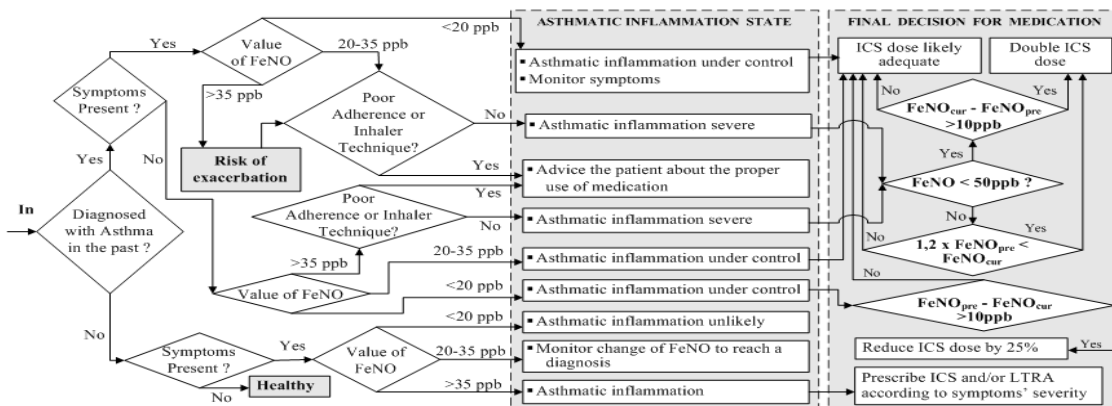 In
Diagnosed
with Asthma
in the past ?
Yes
No
Symptoms
Present ?
Yes
No
Value
of FeNO
<20 ppb
20-35 ppb
>35 ppb
Risk of
exacerbation
Poor
Adherence or
Inhaler
Technique?
No
Yes
Poor
Adherence or Inhaler
Technique?
Yes
No
>35 ppb
Value of FeNO
20-35 ppb
<20 ppb
Symptoms
Present ?
Yes
No
Healthy
Value of
FeNO
<20 ppb
20-35 ppb
>35 ppb
ASTHMATIC INFLAMMATION STATE
▪ Asthmatic inflammation under control
▪ Monitor symptoms
▪ Asthmatic inflammation severe
▪ Advice the patient about the proper
use of medication
▪ Asthmatic inflammation severe
▪ Asthmatic inflammation under control
▪ Asthmatic inflammation under control
▪ Asthmatic inflammation unlikely
▪ Monitor change of FeNO to reach a
diagnosis
▪ Asthmatic inflammation
FINAL DECISION FOR MEDICATION
ICS dose likely
adequate
Double ICS
dose
No
Yes
FeNOcur - FeNOpre
>10ppb
Yes
FeNO < 50ppb ?
No
Yes
No
1,2 x FeNOpre <
FeNOcur
No
FeNOpre - FeNOcur
>10ppb
Yes
Reduce ICS dose by 25%
Prescribe ICS and/or LTRA
according to symptoms' severity